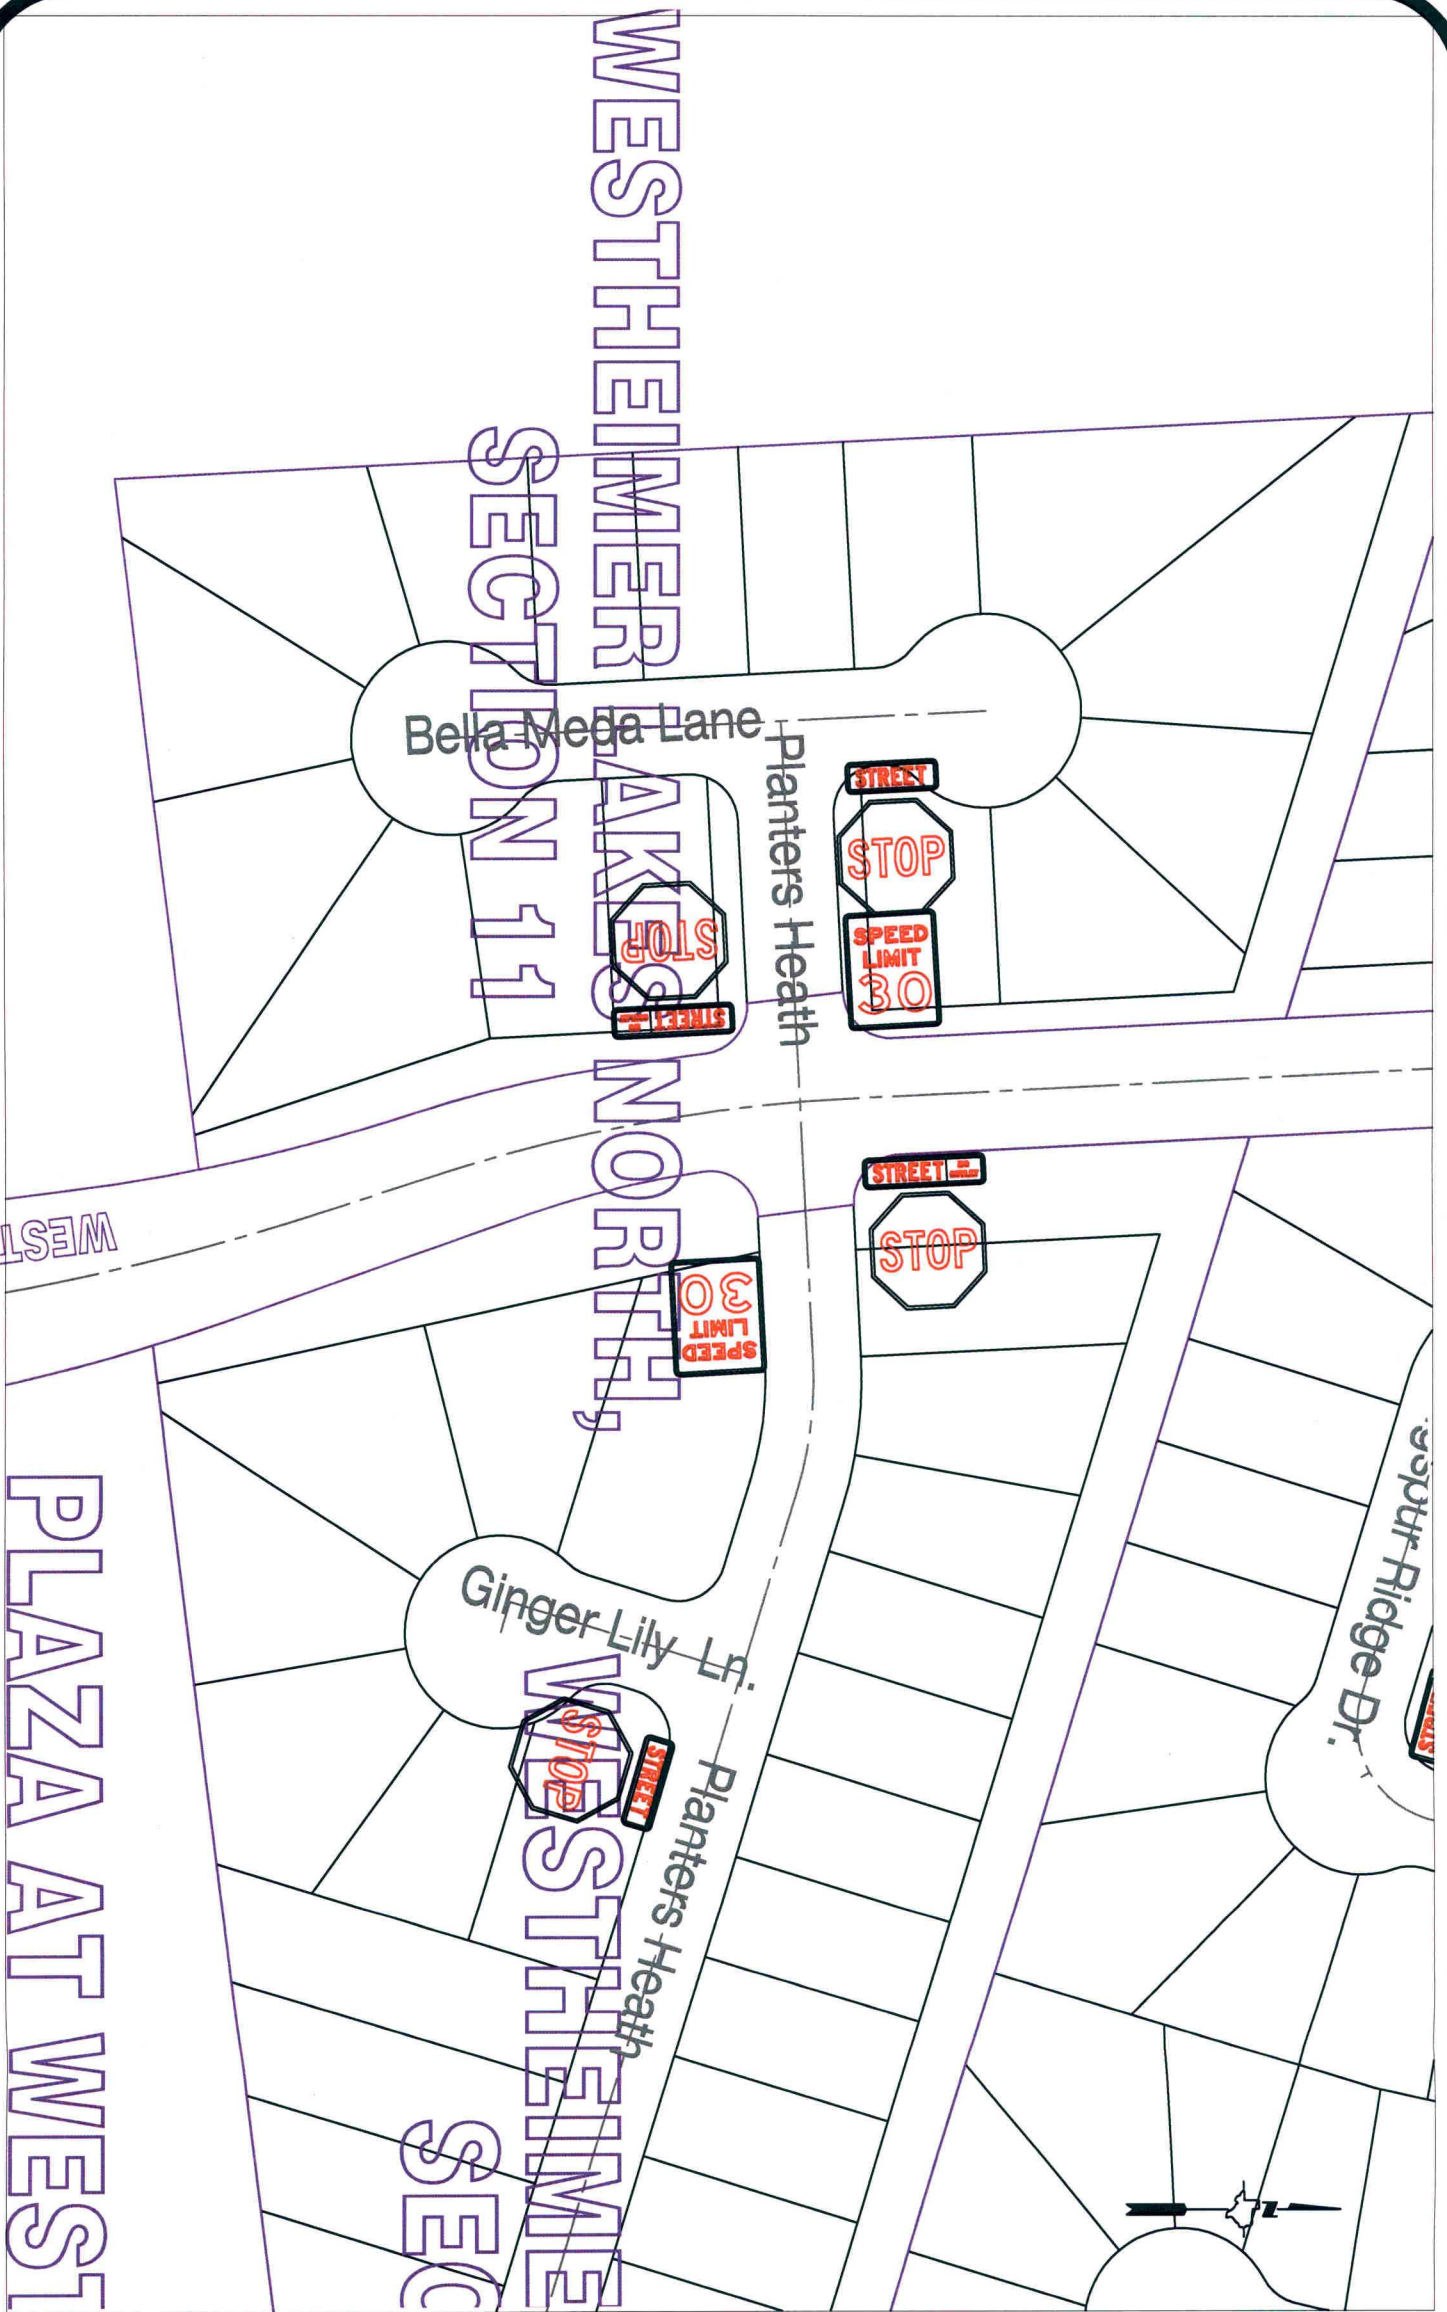 WESTHEIMER LAKES NORTH,
SECTION 11
Bella Meda Lane
Planters Heath
STREET
STOP
SPEED
LIMIT
30
STOP
STREET
WEST
STREET
STOP
SPEED
LIMIT
30
Ginger Lily Ln.
STOP
STREET
Planters Heath
WESTHEIME
SEC
PLAZA AT WEST
spur Ridge Dr.
N